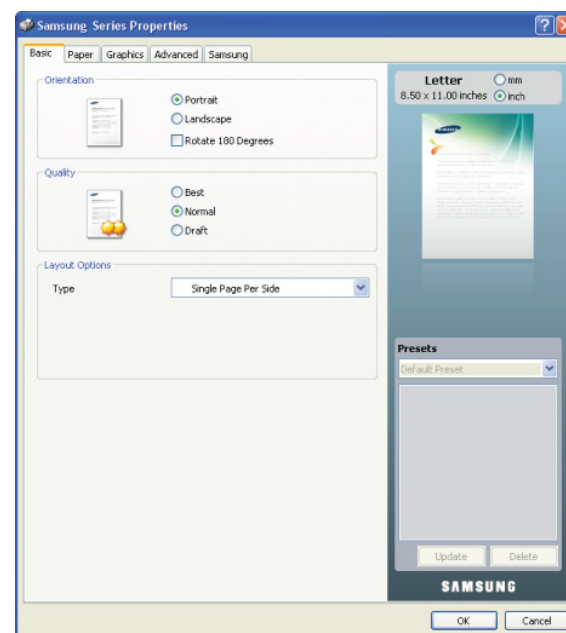 Samsung Series Properties
Basic Paper Graphics Advanced Samsung
Orientation
Portrait
Landscape
Rotate 180 Degrees
Quality
Best
Normal
Draft
Layout Options
Type Single Page Per Side
Letter mm
8.50 x 11.00 inches inch
Presets
Default Preset
Update Delete
SAMSUNG
OK Cancel